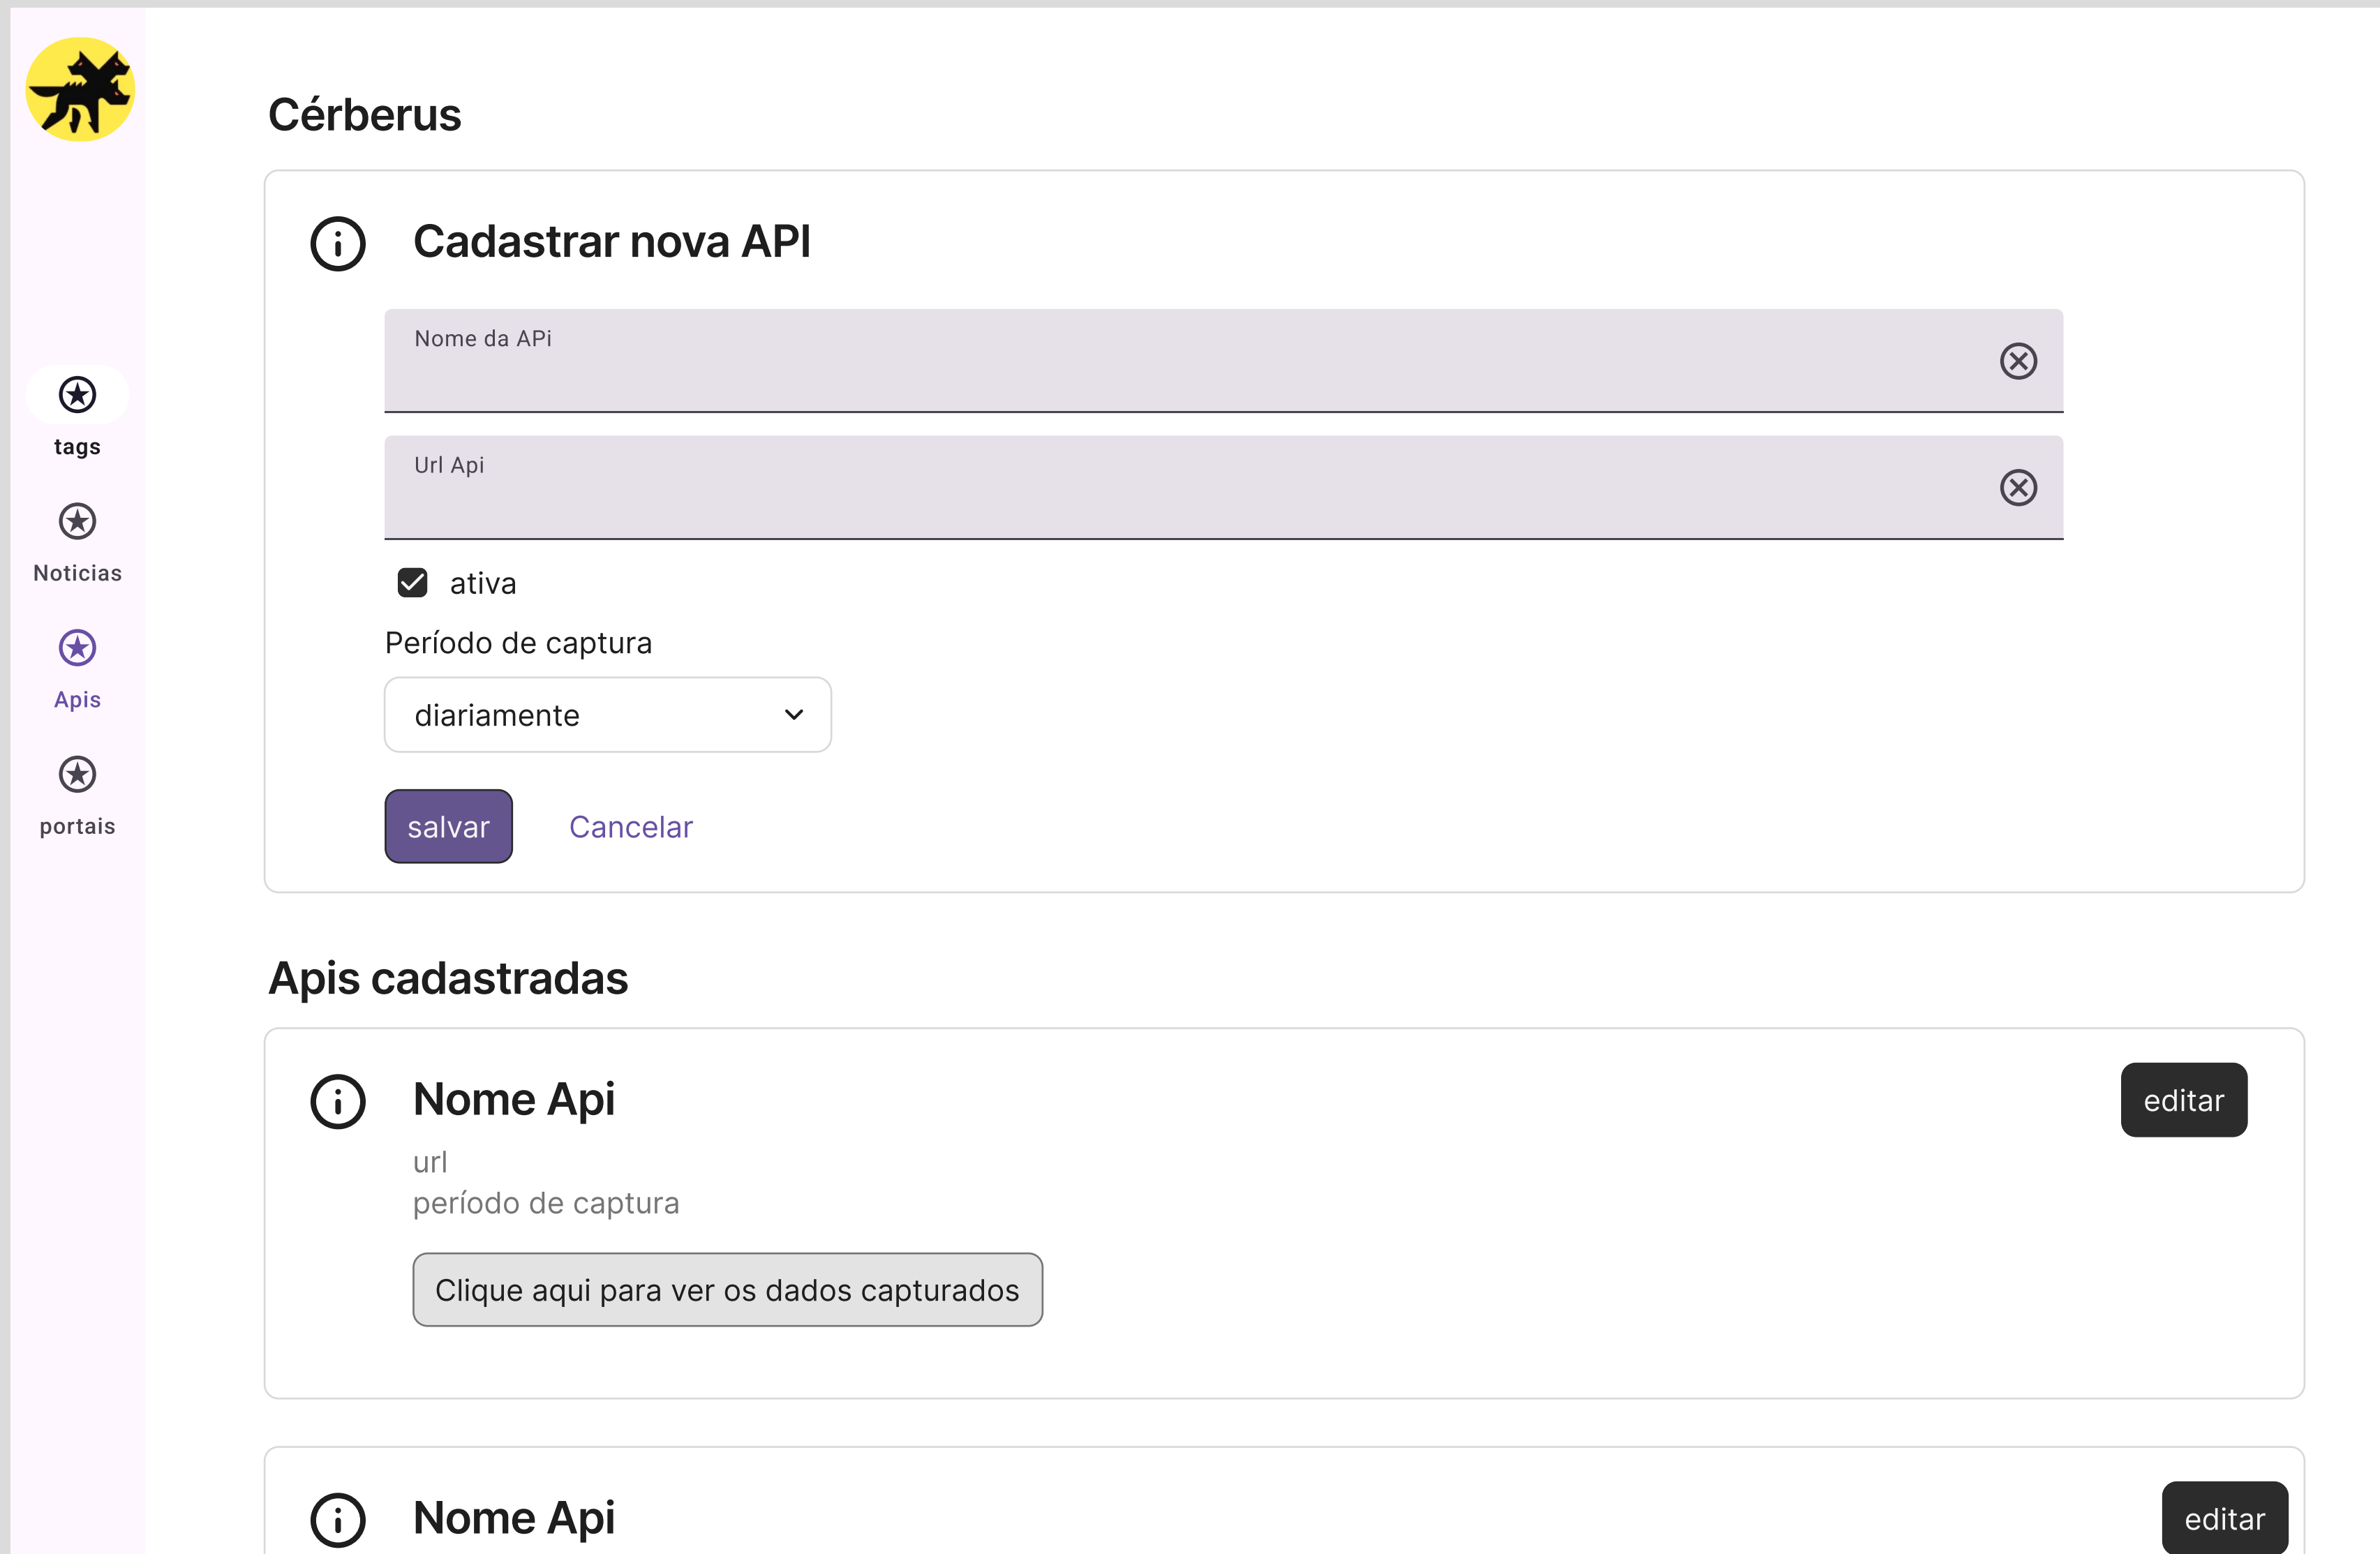 tags
Noticias
Apis
portais
Cérberus
Cadastrar nova API
Nome da APi
Url Api
ativa
Período de captura
diariamente
salvar
Cancelar
Apis cadastradas
Nome Api
editar
url
período de captura
Clique aqui para ver os dados capturados
Nome Api
editar